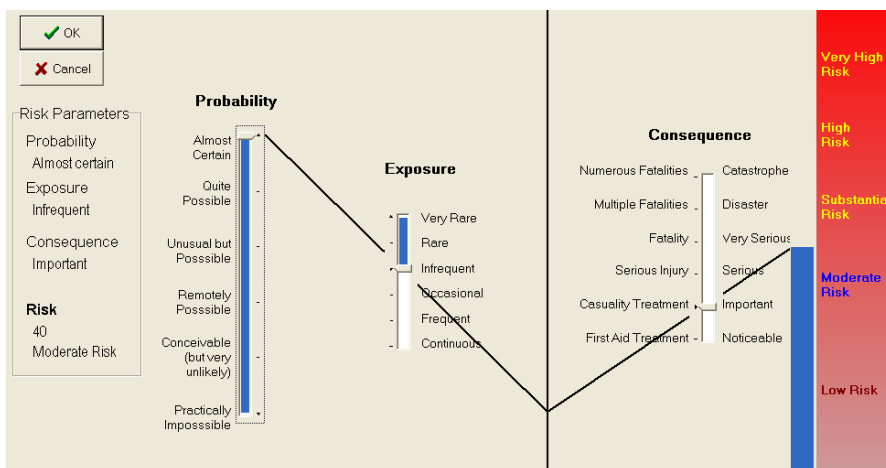 OK
Cancel
Risk Parameters
Probability
Almost certain
Exposure
Infrequent
Consequence
Important
Risk
40
Moderate Risk
Probability
Almost
Certain
Quite
Possible
Unusual but
Posssible
Remotely
Posssible
Conceivable
(but very
unlikely)
Practically
Imposssible
Exposure
Very Rare
Rare
Infrequent
Occasional
Frequent
Continuous
Consequence
Numerous Fatalities
Catastrophe
Multiple Fatalities
Disaster
Fatality
Very Serious
Serious Injury
Serious
Casuality Treatment
Important
First Aid Treatment
Noticeable
Very High
Risk
High
Risk
Substantia
Risk
Moderate
Risk
Low Risk